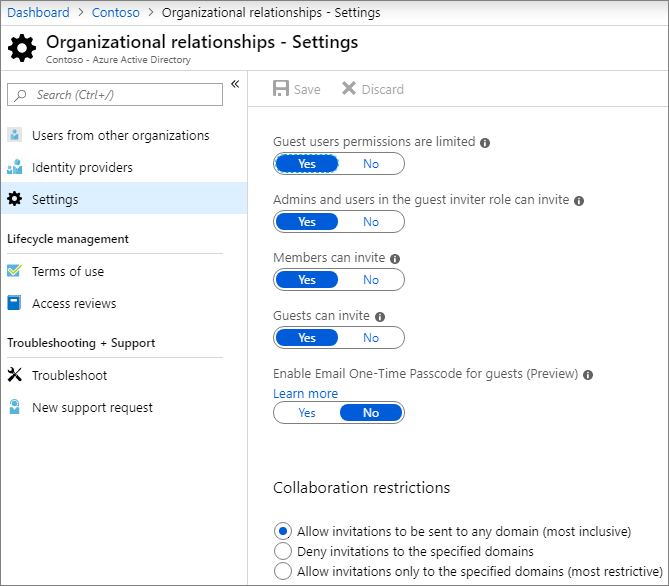 Dashboard > Contoso > Organizational relationships - Settings
Organizational relationships - Settings
Contoso - Azure Active Directory
«
Search (Ctrl+/)
Users from other organizations
Identity providers
Settings
Lifecycle management
Terms of use
Access reviews
Troubleshooting + Support
Troubleshoot
New support request
Save Discard
Guest users permissions are limited
Yes No
Admins and users in the guest inviter role can invite
Yes No
Members can invite
Yes No
Guests can invite
Yes No
Enable Email One-Time Passcode for guests (Preview)
Learn more
Yes No
Collaboration restrictions
Allow invitations to be sent to any domain (most inclusive)
Deny invitations to the specified domains
Allow invitations only to the specified domains (most restrictive)